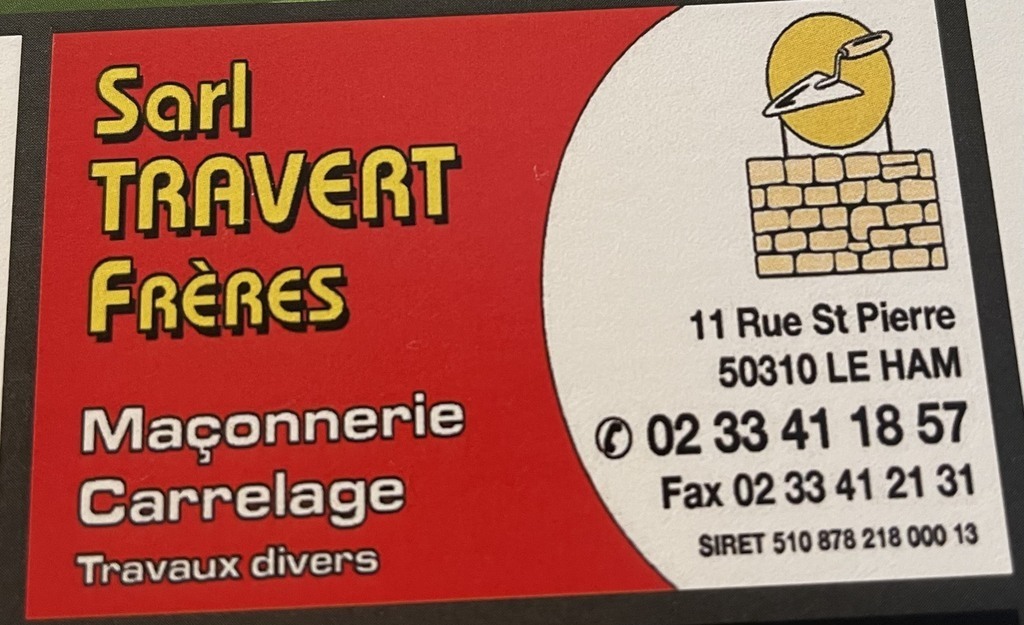 Sarl
TRAVERT
FRÈRES
Maçonnerie
Carrelage
Travaux divers
11 Rue St Pierre
50310 LE HAM
✆ 02 33 41 18 57
Fax 02 33 41 21 31
SIRET 510 878 218 000 13